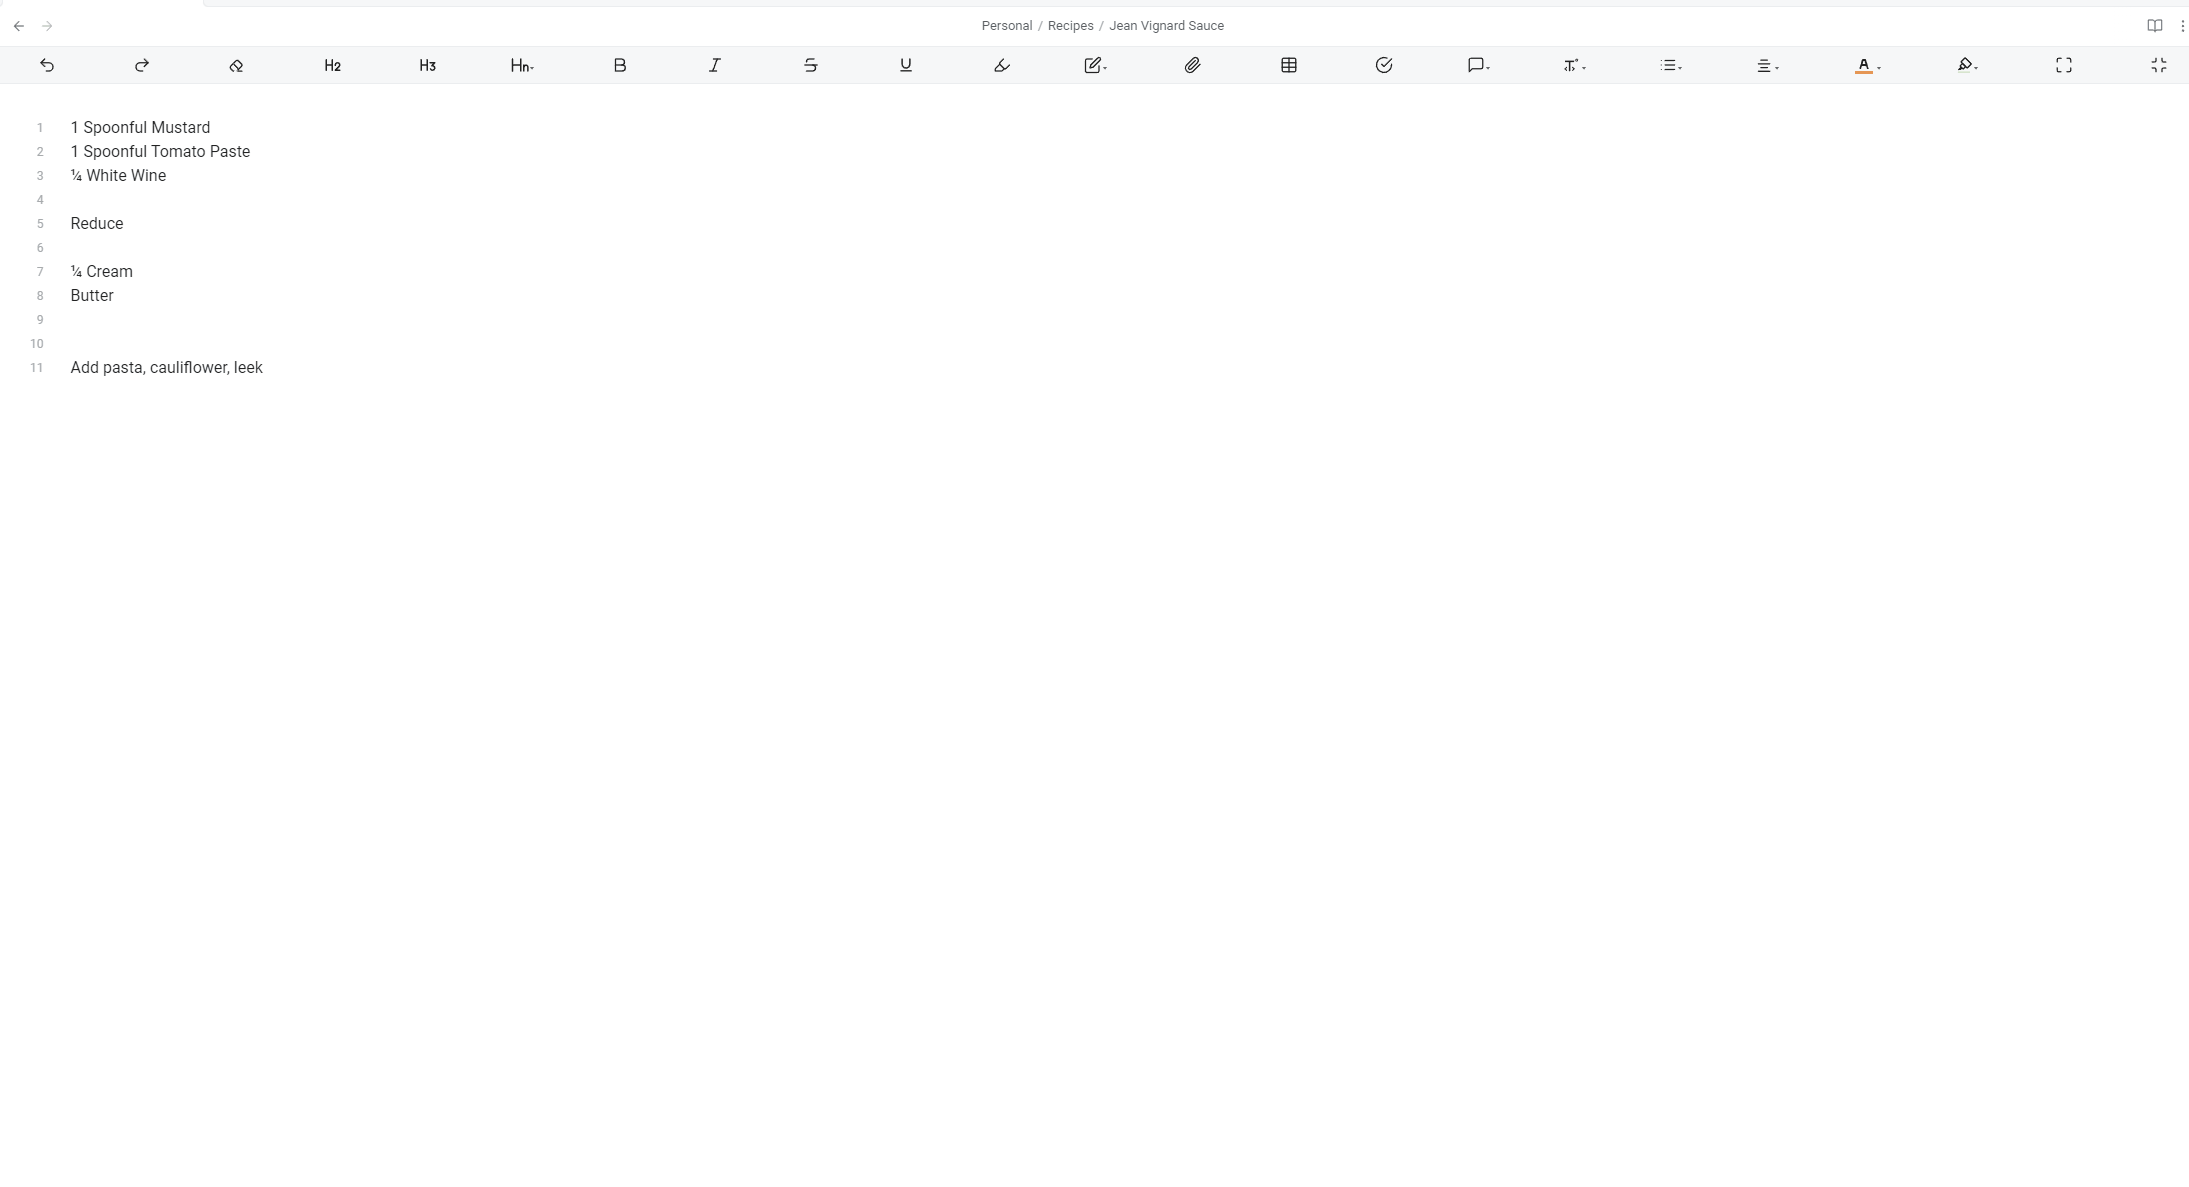 Personal / Recipes / Jean Vignard Sauce
H2 H3 Hn B I S U A
1 1 Spoonful Mustard
2 1 Spoonful Tomato Paste
3 ¼ White Wine
4
5 Reduce
6
7 ¼ Cream
8 Butter
9
10
11 Add pasta, cauliflower, leek